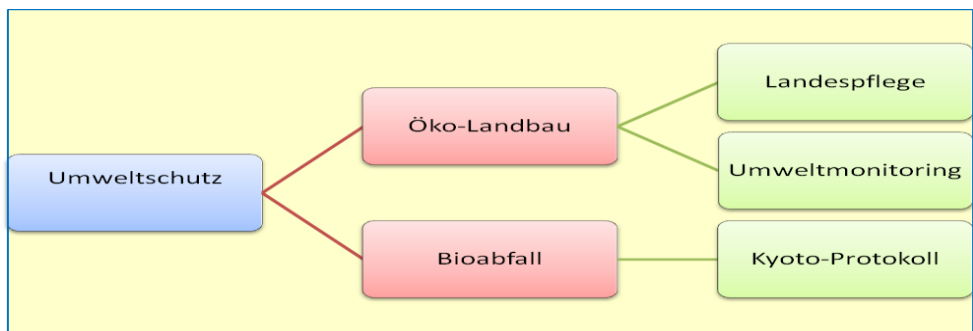 Umweltschutz
Öko-Landbau
Landespflege
Umweltmonitoring
Bioabfall
Kyoto-Protokoll